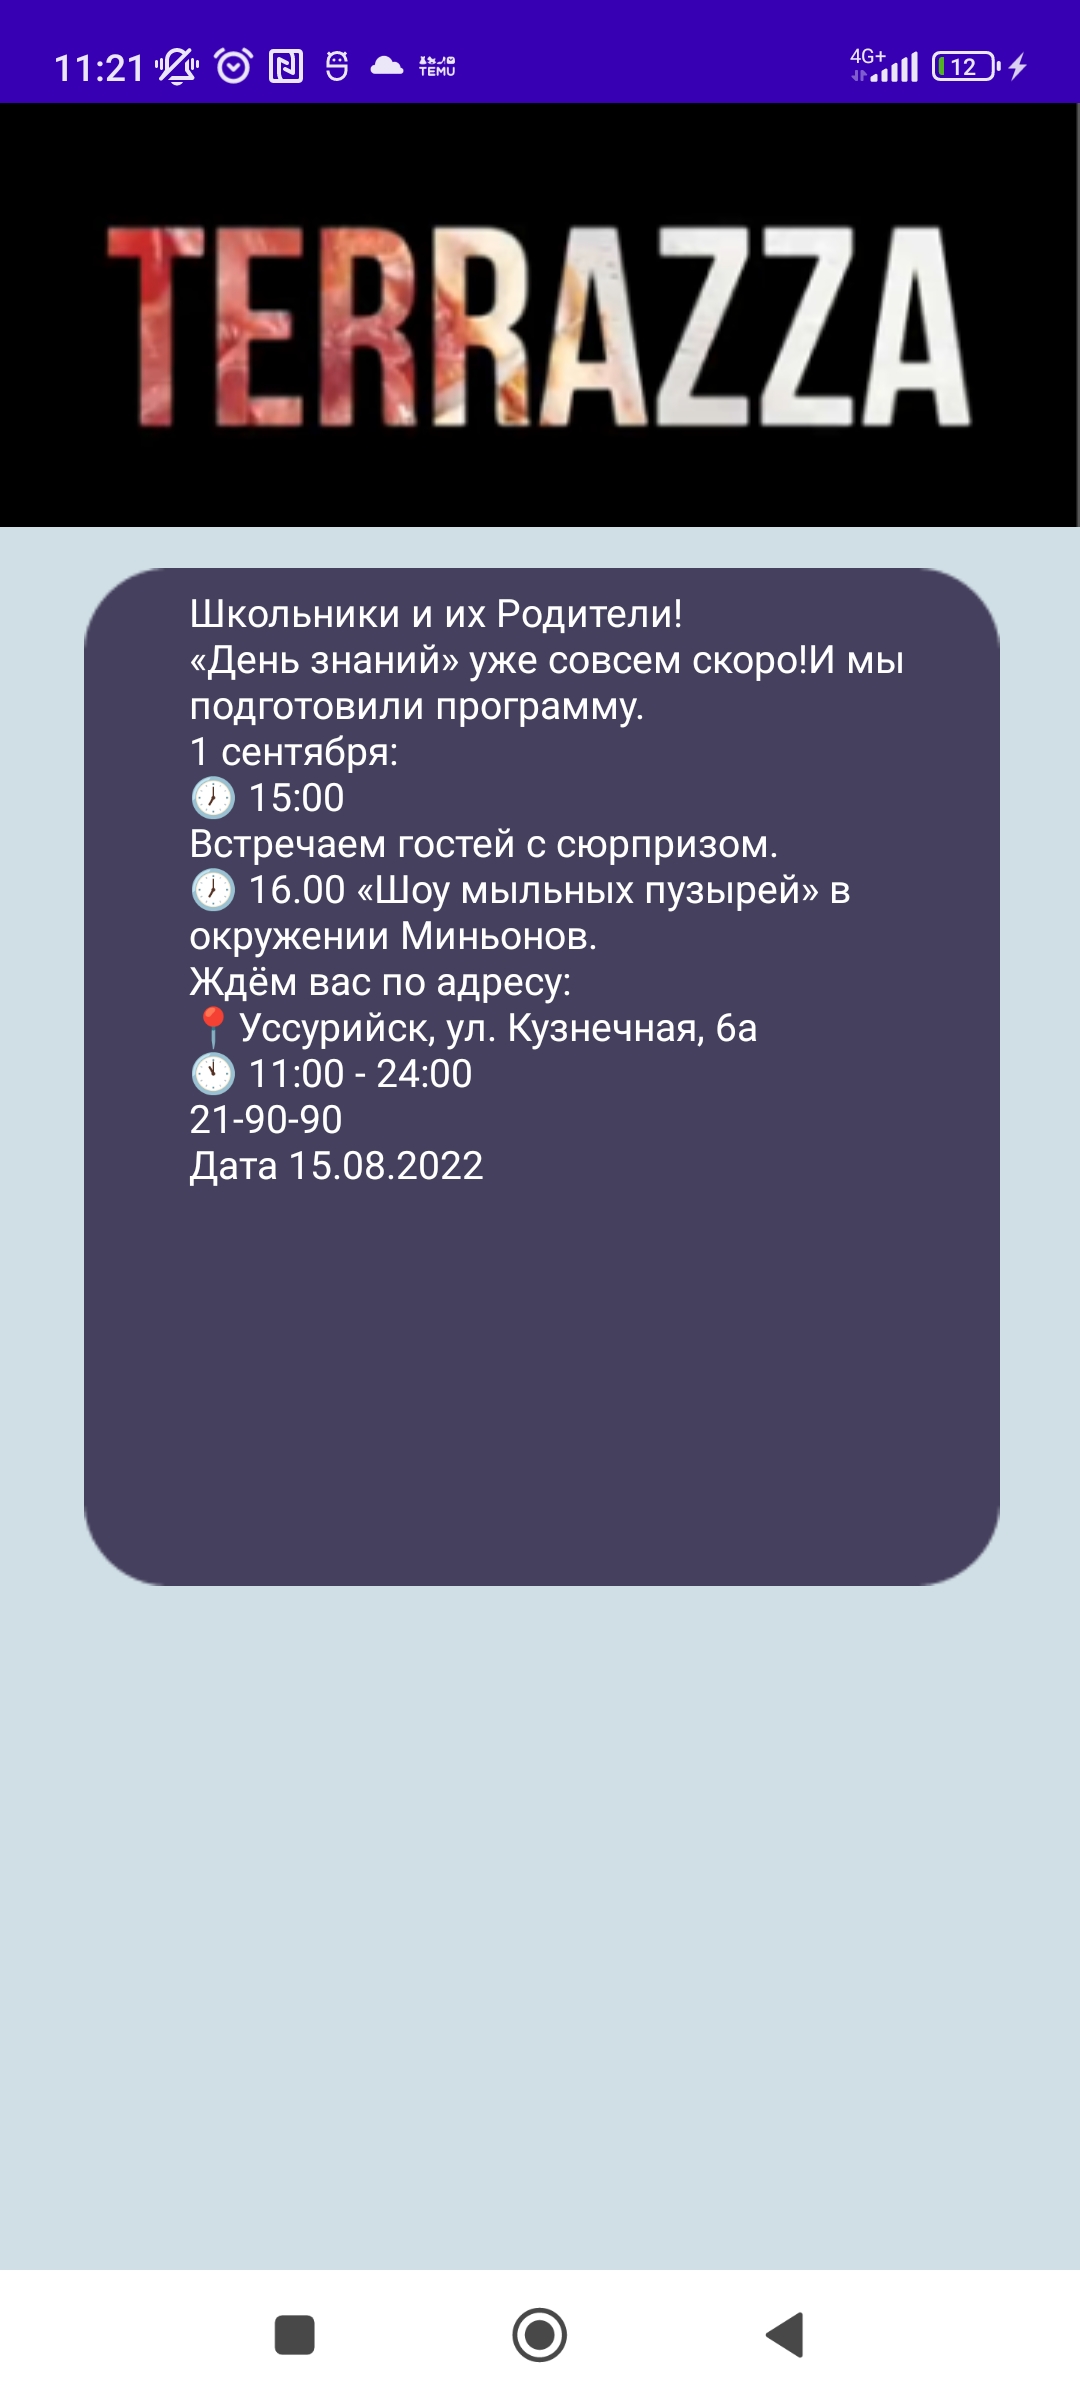 11:21
TEMU
4G+
12
TERRAZZA
Школьники и их Родители!
«День знаний» уже совсем скоро!И мы
подготовили программу.
1 сентября:
🕖 15:00
Встречаем гостей с сюрпризом.
🕖 16.00 «Шоу мыльных пузырей» в
окружении Миньонов.
Ждём вас по адресу:
📍Уссурийск, ул. Кузнечная, 6а
🕚 11:00 - 24:00
21-90-90
Дата 15.08.2022